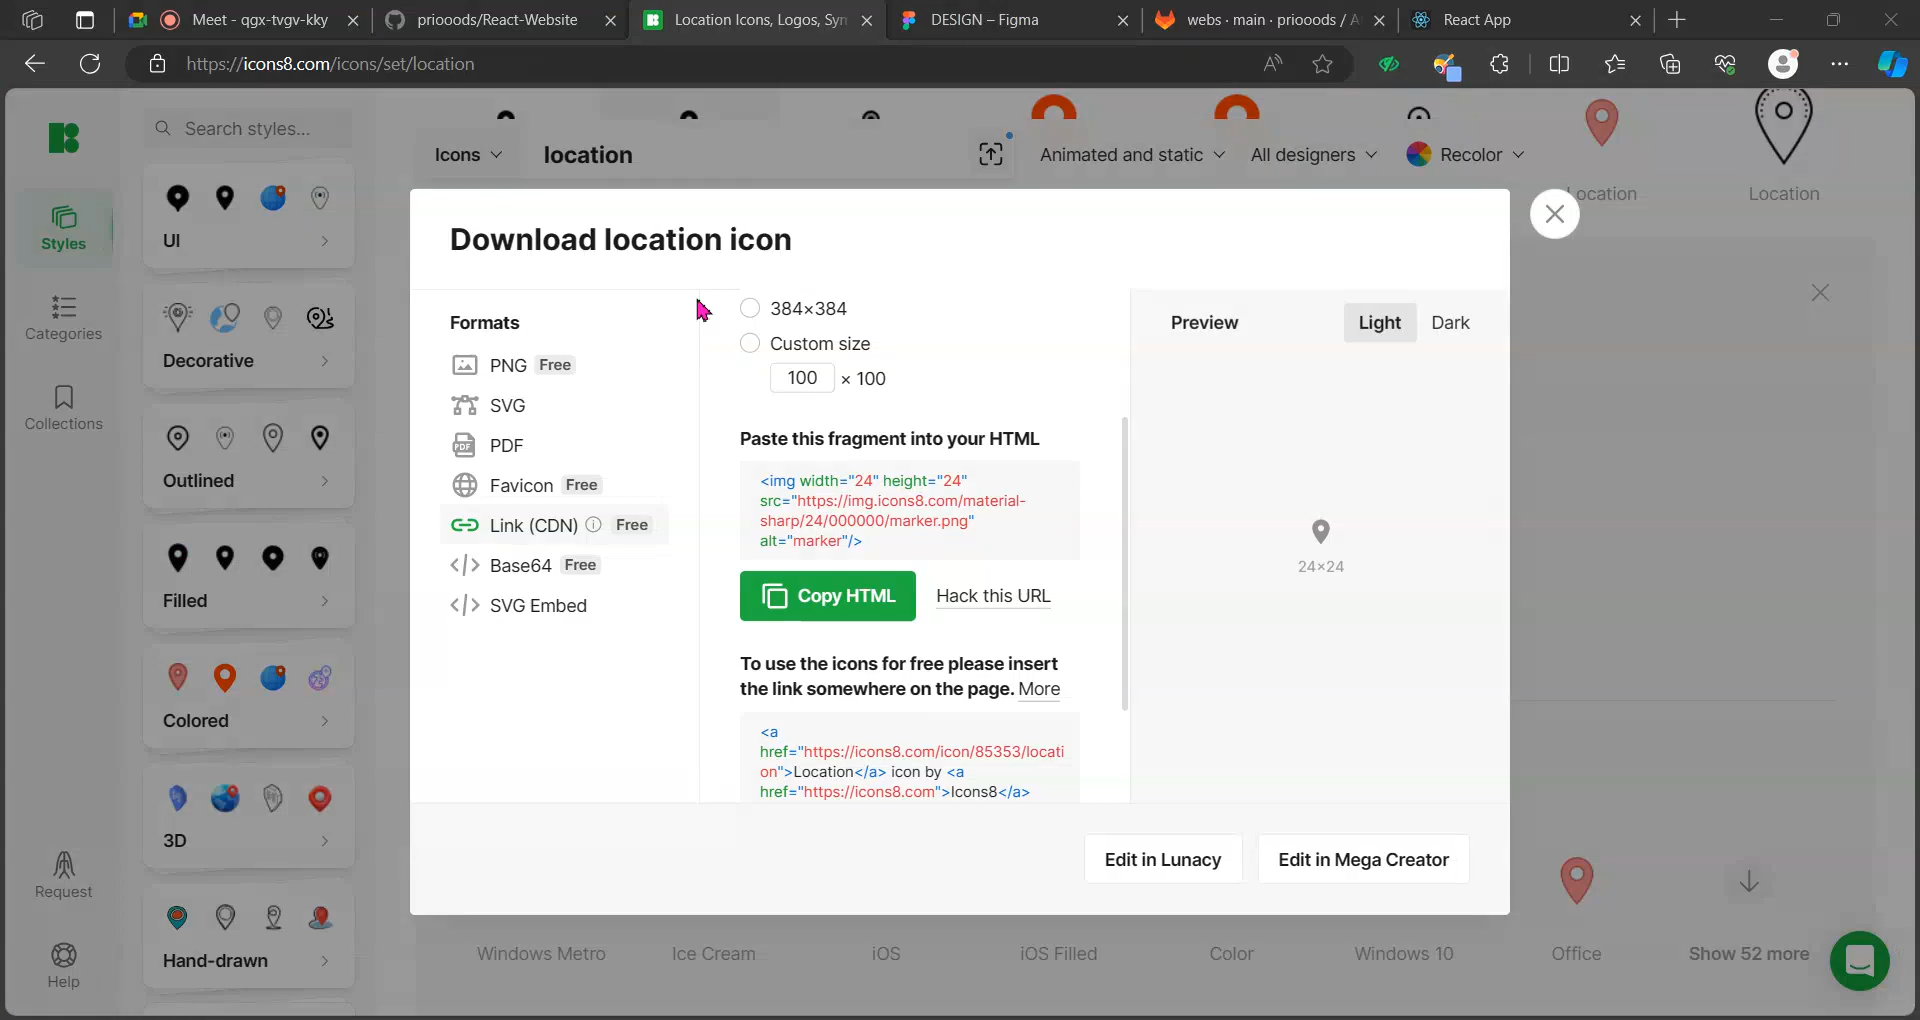 Meet - qgx-tvgv-kky
priooods/React-Website
Location Icons, Logos, Sym
DESIGN – Figma
webs · main · priooods / A
React App
https://icons8.com/icons/set/location
Search styles...
Icons
location
Animated and static
All designers
Recolor
ocation
Location
Styles
Categories
Collections
Request
Help
UI
Decorative
Outlined
Filled
Colored
3D
Hand-drawn
Download location icon
Formats
PNG Free
SVG
PDF
Favicon Free
Link (CDN) Free
Base64 Free
SVG Embed
384×384
Custom size
100 × 100
Paste this fragment into your HTML
<img width="24" height="24"
src="https://img.icons8.com/material-
sharp/24/000000/marker.png"
alt="marker"/>
Copy HTML
Hack this URL
To use the icons for free please insert
the link somewhere on the page. More
<a
href="https://icons8.com/icon/85353/locati
on">Location</a> icon by <a
href="https://icons8.com">Icons8</a>
Preview
Light
Dark
24×24
Edit in Lunacy
Edit in Mega Creator
Windows Metro
Ice Cream
iOS
iOS Filled
Color
Windows 10
Office
Show 52 more